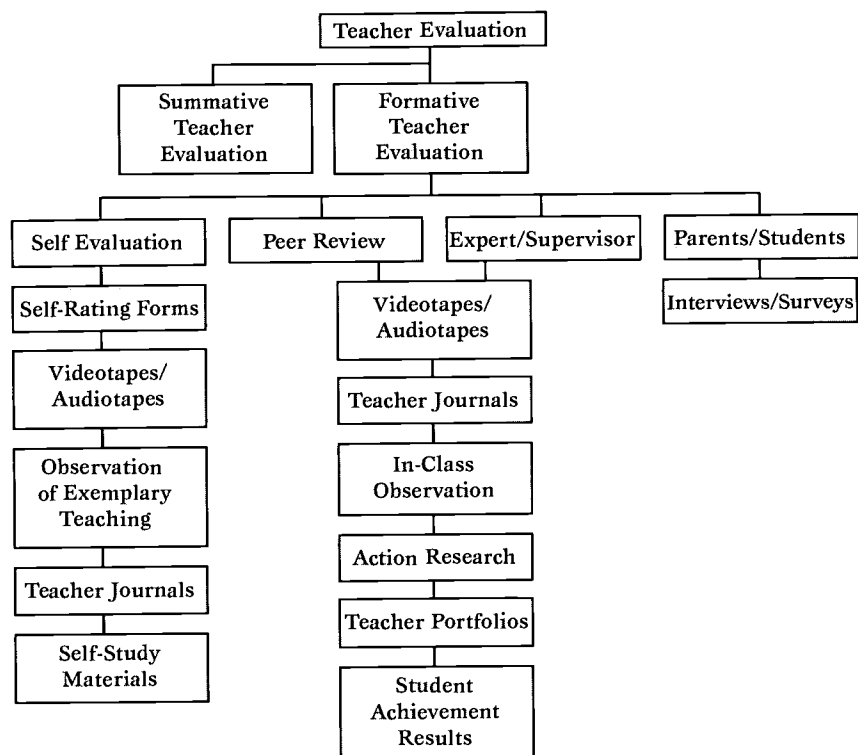 Teacher Evaluation
Summative
Teacher
Evaluation
Formative
Teacher
Evaluation
Self Evaluation
Peer Review
Expert/Supervisor
Parents/Students
Self-Rating Forms
Videotapes/
Audiotapes
Observation
of Exemplary
Teaching
Teacher Journals
Self-Study
Materials
Videotapes/
Audiotapes
Teacher Journals
In-Class
Observation
Action Research
Teacher Portfolios
Student
Achievement
Results
Interviews/Surveys